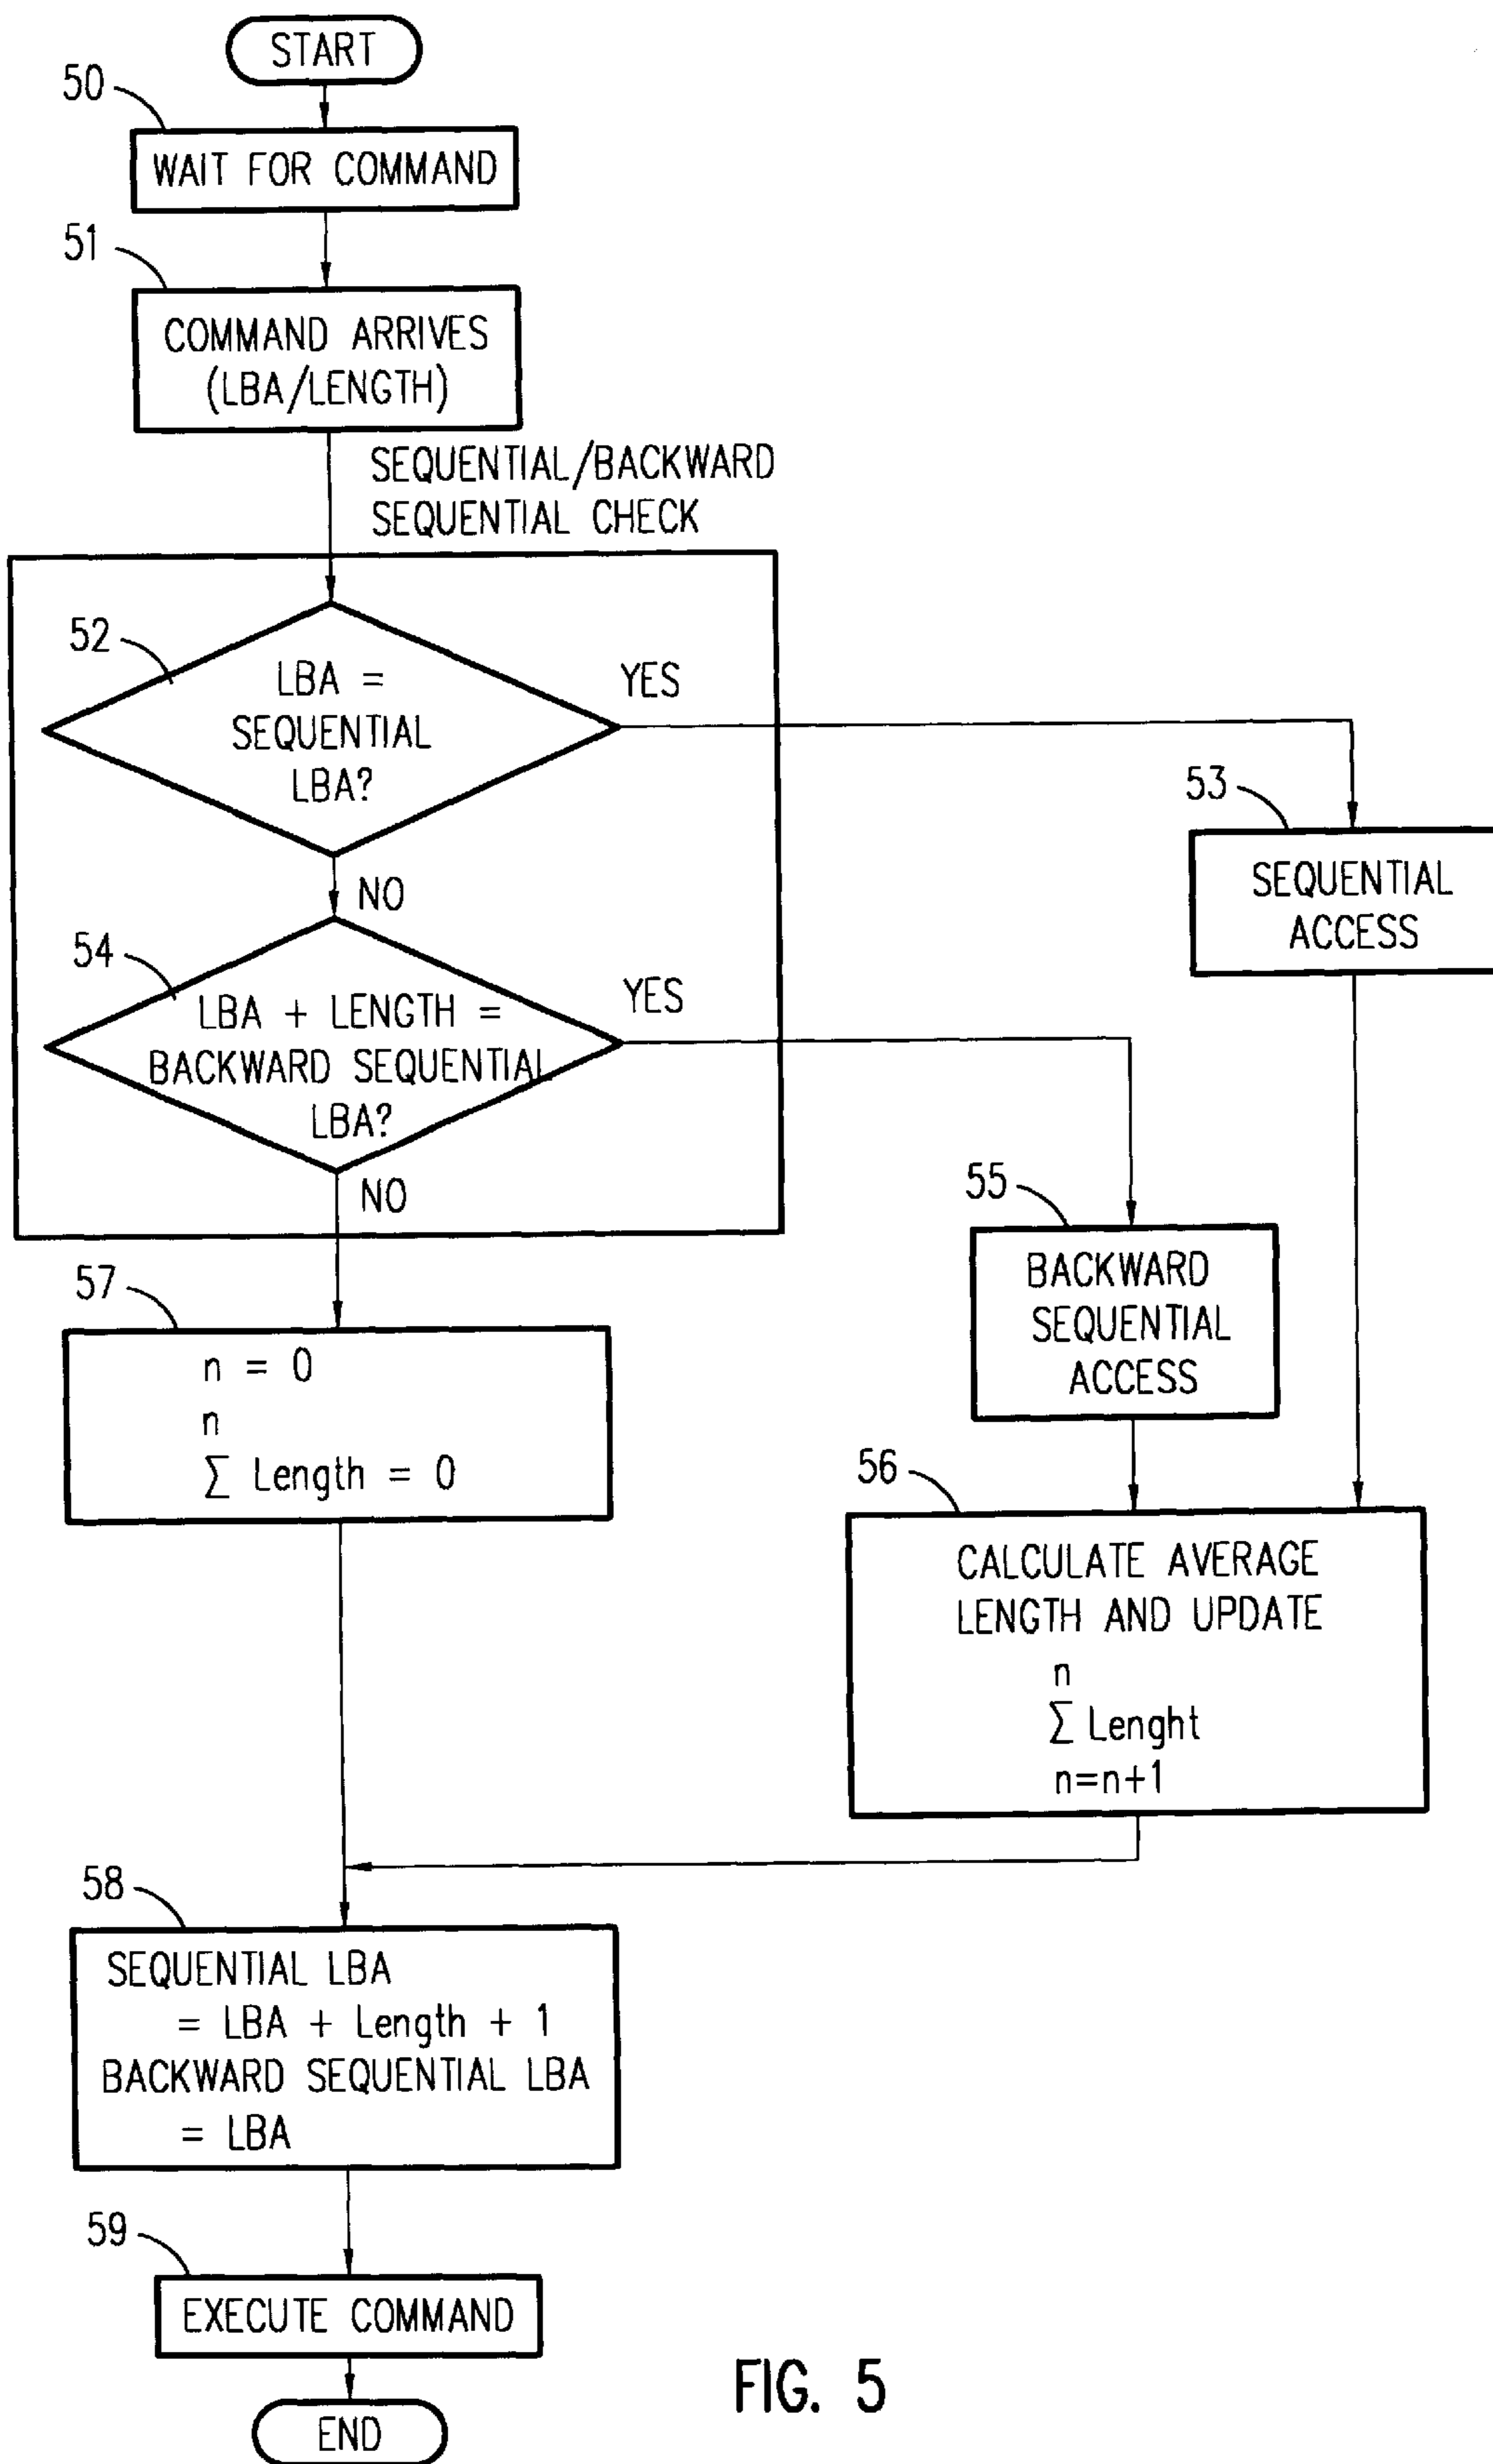 START
50
WAIT FOR COMMAND
51
COMMAND ARRIVES
(LBA/LENGTH)
SEQUENTIAL/BACKWARD
SEQUENTIAL CHECK
52
LBA =
SEQUENTIAL
LBA?
YES
NO
53
SEQUENTIAL
ACCESS
54
LBA + LENGTH =
BACKWARD SEQUENTIAL
LBA?
YES
NO
55
BACKWARD
SEQUENTIAL
ACCESS
57
n = 0
n
∑ Length = 0
56
CALCULATE AVERAGE
LENGTH AND UPDATE
n
∑ Lenght
n=n+1
58
SEQUENTIAL LBA
= LBA + Length + 1
BACKWARD SEQUENTIAL LBA
= LBA
59
EXECUTE COMMAND
END
FIG. 5